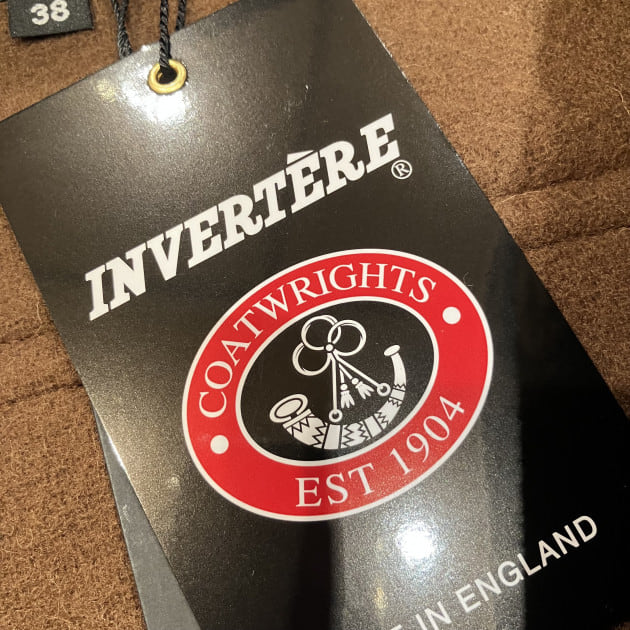 38
INVERTÈRE®
COATWRIGHTS
EST 1904
IN ENGLAND